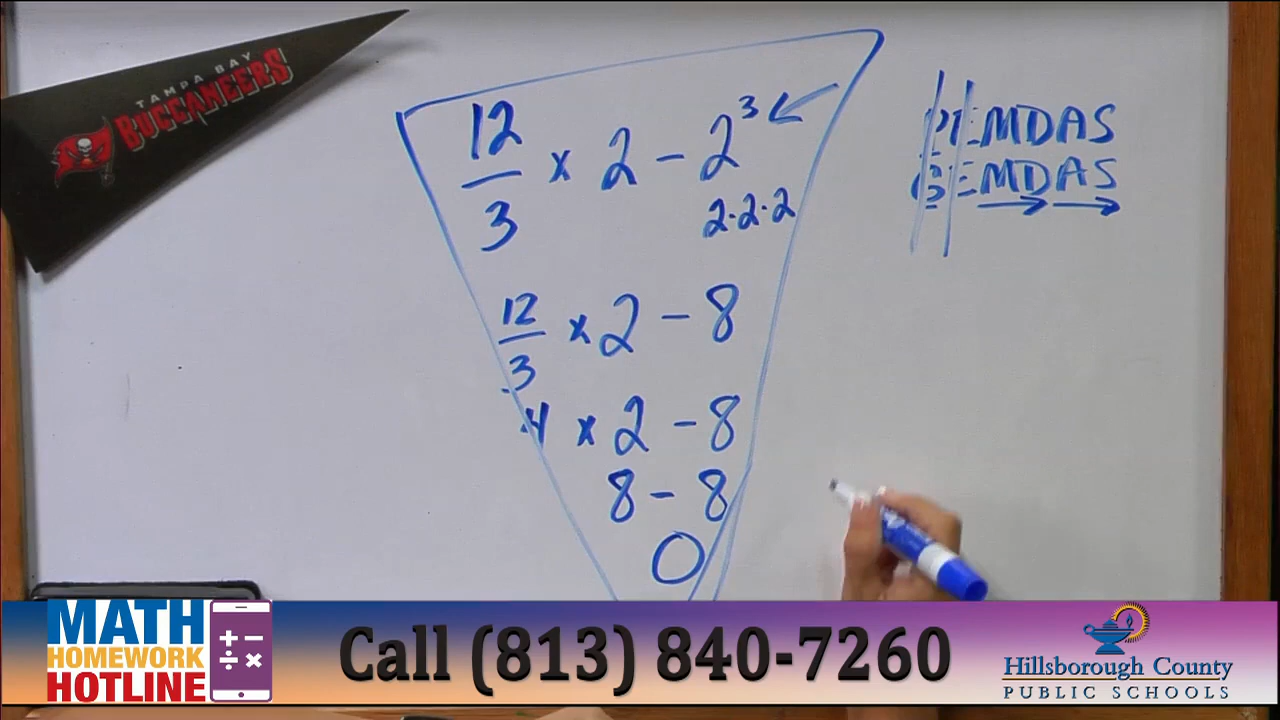 TAMPA BAY
BUCCANEERS
12/3 × 2 − 2³
2·2·2
12/3 × 2 − 8
4 × 2 − 8
8 − 8
0
PEMDAS
GEMDAS
MATH
HOMEWORK
HOTLINE
+ −
÷ ×
Call (813) 840-7260
Hillsborough County
PUBLIC SCHOOLS